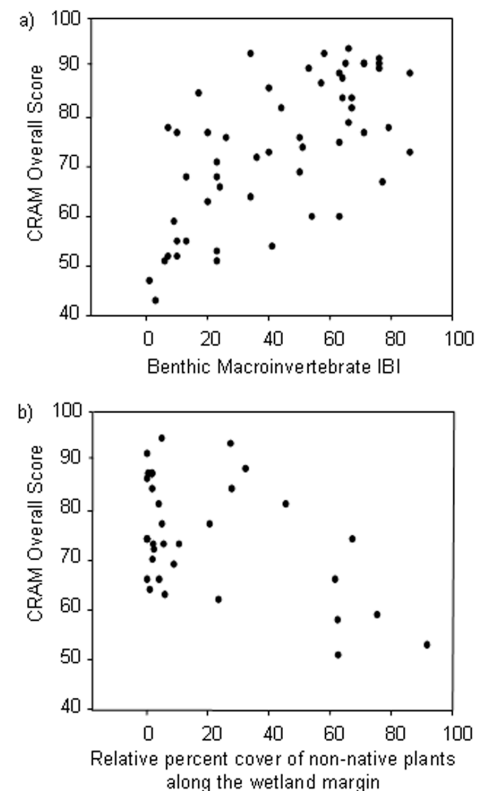 a)
100
90
80
70
60
50
40
CRAM Overall Score
0 20 40 60 80 100
Benthic Macroinvertebrate IBI
b)
100
90
80
70
60
50
40
CRAM Overall Score
0 20 40 60 80 100
Relative percent cover of non-native plants
along the wetland margin